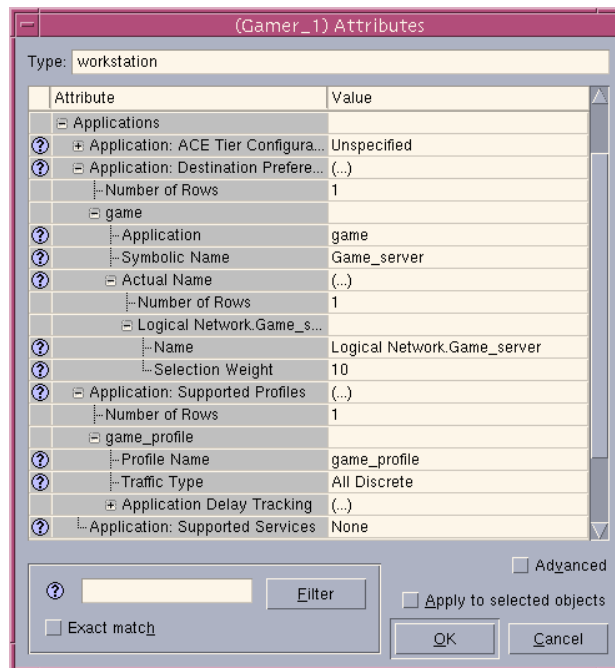 (Gamer_1) Attributes
Type: workstation
Attribute Value
Applications
Application: ACE Tier Configura... Unspecified
Application: Destination Prefere... (...)
Number of Rows 1
game
Application game
Symbolic Name Game_server
Actual Name (...)
Number of Rows 1
Logical Network.Game_s...
Name Logical Network.Game_server
Selection Weight 10
Application: Supported Profiles (...)
Number of Rows 1
game_profile
Profile Name game_profile
Traffic Type All Discrete
Application Delay Tracking (...)
Application: Supported Services None
Advanced
Filter
Apply to selected objects
Exact match
OK Cancel